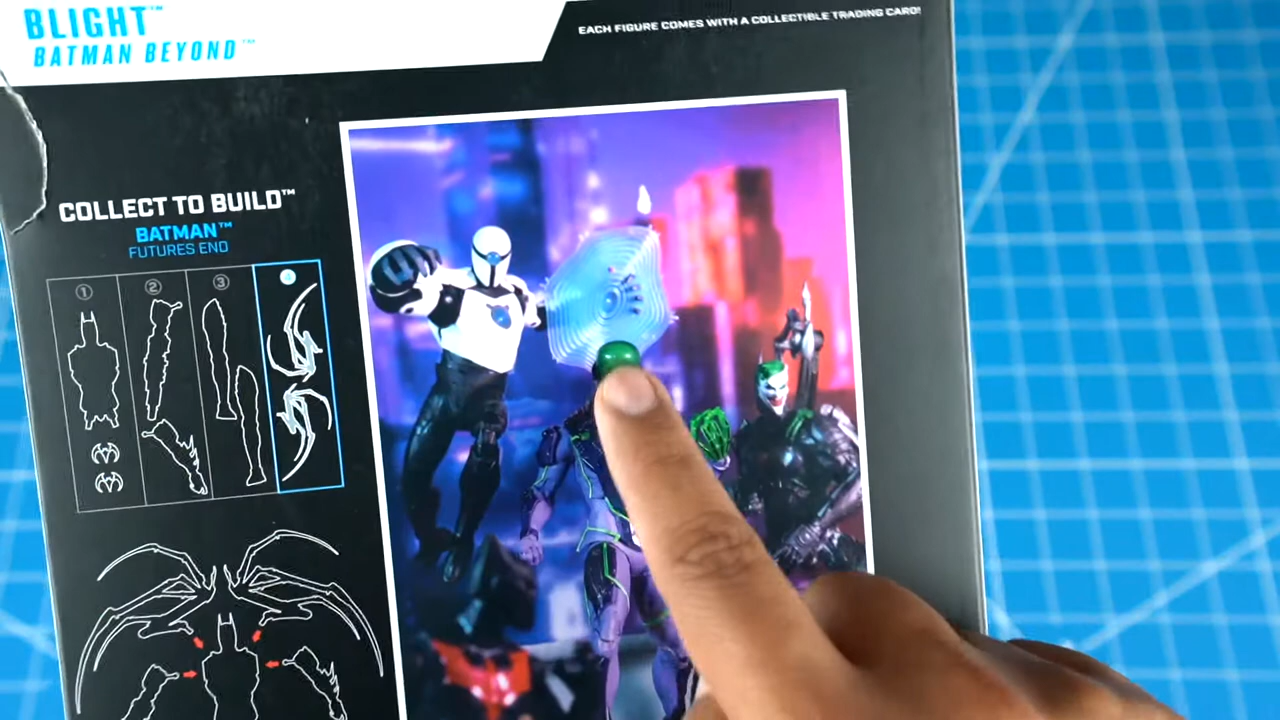 BLIGHT™
BATMAN BEYOND™
EACH FIGURE COMES WITH A COLLECTIBLE TRADING CARD!
COLLECT TO BUILD™
BATMAN™
FUTURES END
1 2 3 4